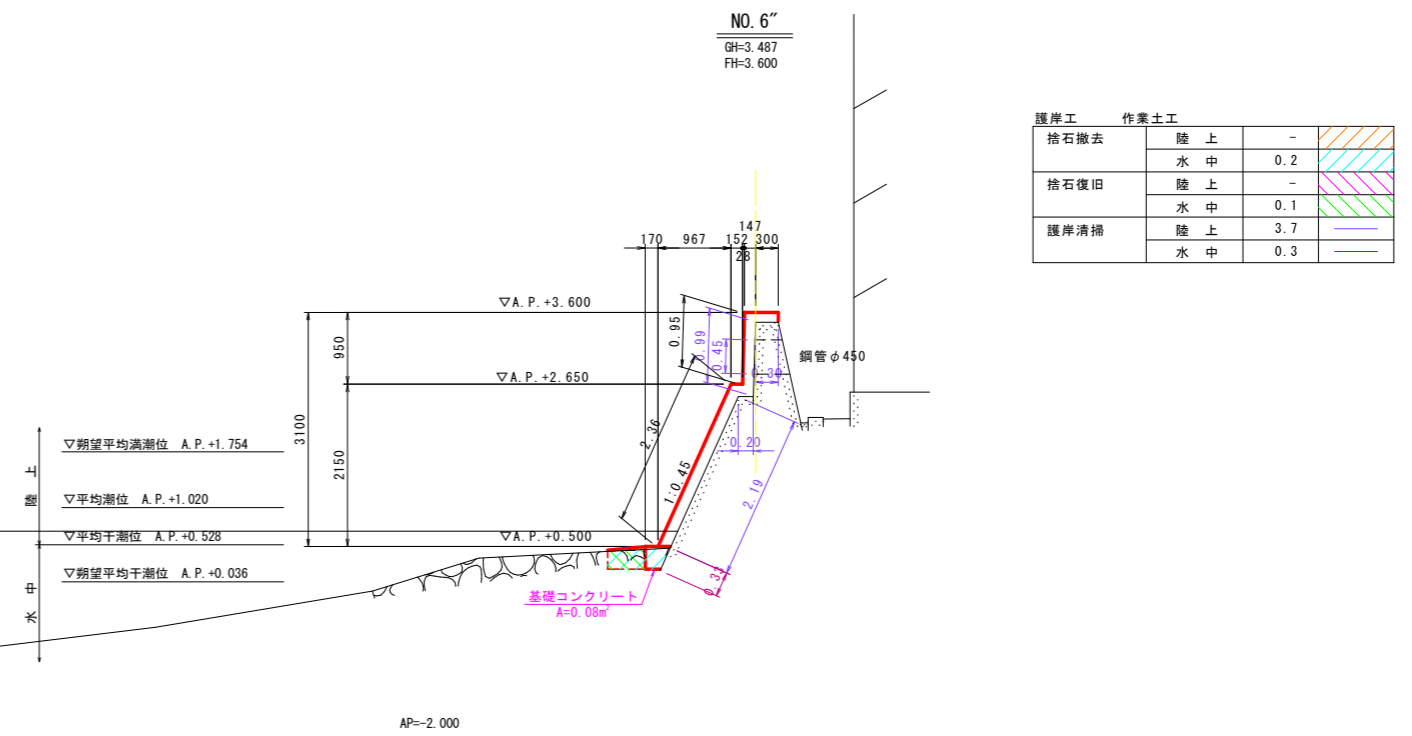 NO. 6″
GH=3. 487
FH=3. 600
護岸工 作業土工
捨石撤去 陸 上 -
水 中 0. 2
捨石復旧 陸 上 -
水 中 0. 1
護岸清掃 陸 上 3. 7
水 中 0. 3
147
170 967 152 300
28
▽A. P. +3. 600
0.95
0.99
0.45
950
鋼管φ450
0.30
▽A. P. +2. 650
3100
2.36
▽朔望平均満潮位 A. P. +1. 754
0.20
2150
1:0.45
2.19
陸 上
▽平均潮位 A. P. +1. 020
▽平均干潮位 A. P. +0. 528
▽A. P. +0. 500
▽朔望平均干潮位 A. P. +0. 036
0.33
水 中
基礎コンクリート
A=0. 08㎡
AP=-2. 000